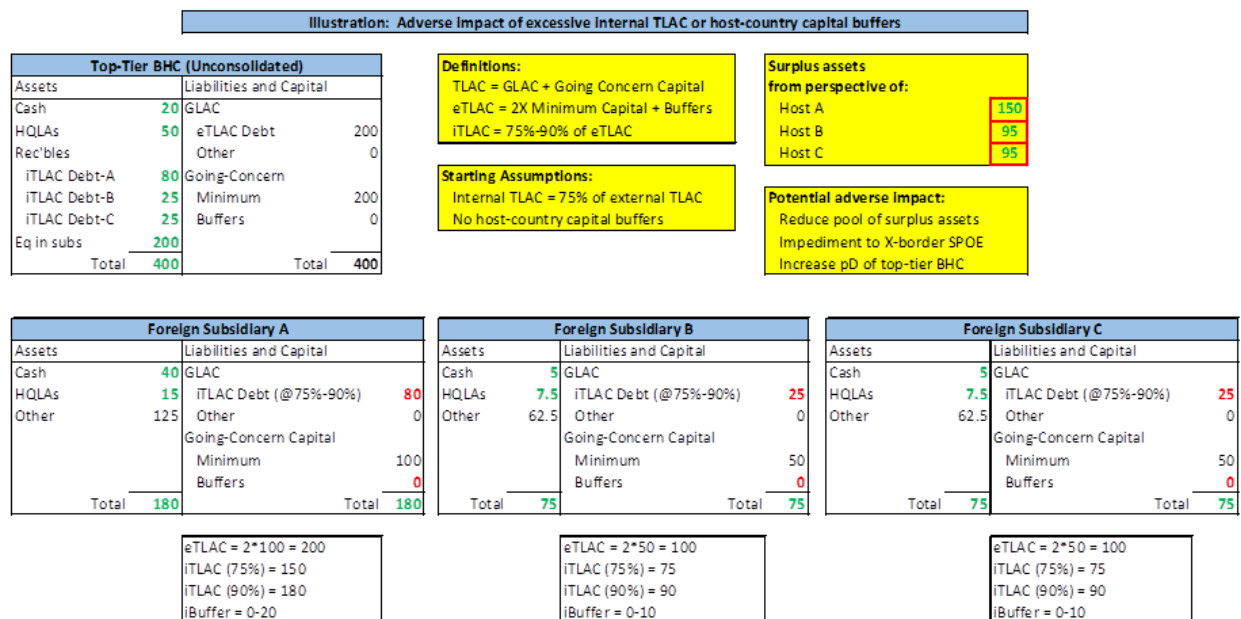 Illustration: Adverse impact of excessive internal TLAC or host-country capital buffers
Top-Tier BHC (Unconsolidated)
Assets Liabilities and Capital
Cash 20 GLAC
HQLAs 50 eTLAC Debt 200
Rec'bles Other 0
iTLAC Debt-A 80 Going-Concern
iTLAC Debt-B 25 Minimum 200
iTLAC Debt-C 25 Buffers 0
Eq in subs 200
Total 400 Total 400
Definitions:
TLAC = GLAC + Going Concern Capital
eTLAC = 2X Minimum Capital + Buffers
iTLAC = 75%-90% of eTLAC
Starting Assumptions:
Internal TLAC = 75% of external TLAC
No host-country capital buffers
Surplus assets
from perspective of:
Host A 150
Host B 95
Host C 95
Potential adverse impact:
Reduce pool of surplus assets
Impediment to X-border SPOE
Increase pD of top-tier BHC
Foreign Subsidiary A
Assets Liabilities and Capital
Cash 40 GLAC
HQLAs 15 iTLAC Debt (@75%-90%) 80
Other 125 Other 0
Going-Concern Capital
Minimum 100
Buffers 0
Total 180 Total 180
eTLAC = 2*100 = 200
iTLAC (75%) = 150
iTLAC (90%) = 180
iBuffer = 0-20
Foreign Subsidiary B
Assets Liabilities and Capital
Cash 5 GLAC
HQLAs 7.5 iTLAC Debt (@75%-90%) 25
Other 62.5 Other 0
Going-Concern Capital
Minimum 50
Buffers 0
Total 75 Total 75
eTLAC = 2*50 = 100
iTLAC (75%) = 75
iTLAC (90%) = 90
iBuffer = 0-10
Foreign Subsidiary C
Assets Liabilities and Capital
Cash 5 GLAC
HQLAs 7.5 iTLAC Debt (@75%-90%) 25
Other 62.5 Other 0
Going-Concern Capital
Minimum 50
Buffers 0
Total 75 Total 75
eTLAC = 2*50 = 100
iTLAC (75%) = 75
iTLAC (90%) = 90
iBuffer = 0-10